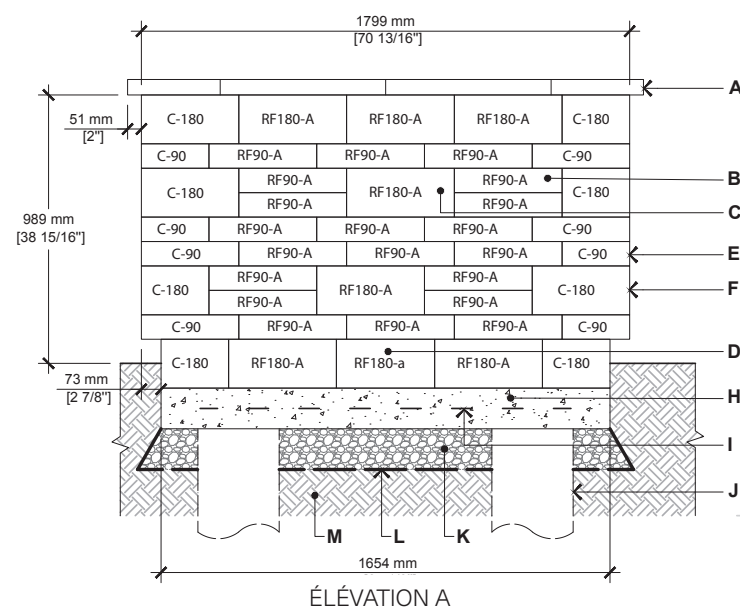 1799 mm
[70 13/16"]
A
51 mm
[2"]
C-180 RF180-A RF180-A RF180-A C-180
C-90 RF90-A RF90-A RF90-A C-90
C-180 RF90-A RF180-A RF90-A C-180
B
RF90-A RF90-A
C
989 mm
[38 15/16"]
C-90 RF90-A RF90-A RF90-A C-90
C-90 RF90-A RF90-A RF90-A C-90
E
C-180 RF90-A RF180-A RF90-A C-180
F
RF90-A RF90-A
C-90 RF90-A RF90-A RF90-A C-90
C-180 RF180-A RF180-a RF180-A C-180
D
73 mm
[2 7/8"]
H
I
J
M L K
1654 mm
ÉLÉVATION A